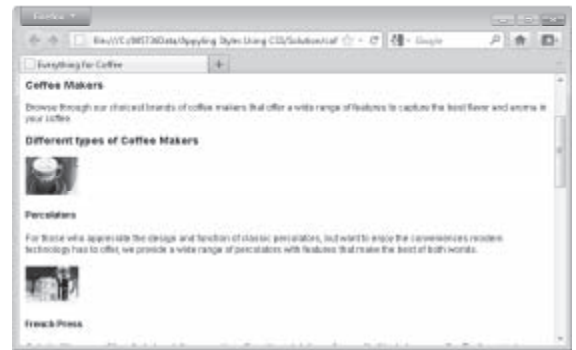 Firefox
Everything for Coffee
Google
Coffee Makers
Browse through our choicest brands of coffee makers that offer a wide range of features to capture the best flavor and aroma in
your coffee.
Different types of Coffee Makers
Percolators
For those who appreciate the design and function of classic percolators, but want to enjoy the conveniences modern
technology has to offer, we provide a wide range of percolators with features that make the best of both worlds.
French Press